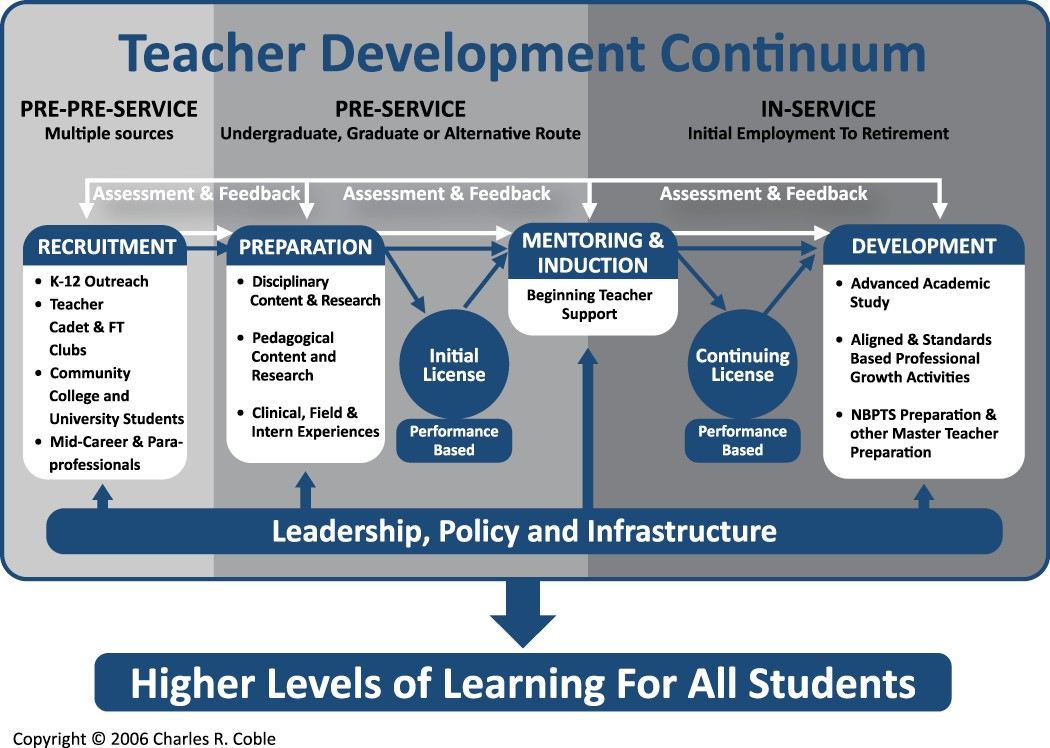 Teacher Development Continuum
PRE-PRE-SERVICE
Multiple sources
PRE-SERVICE
Undergraduate, Graduate or Alternative Route
IN-SERVICE
Initial Employment To Retirement
Assessment & Feedback
Assessment & Feedback
Assessment & Feedback
RECRUITMENT
• K-12 Outreach
• Teacher
Cadet & FT
Clubs
• Community
College and
University Students
• Mid-Career & Para-
professionals
PREPARATION
• Disciplinary
Content & Research
• Pedagogical
Content and
Research
• Clinical, Field &
Intern Experiences
Initial
License
Performance
Based
MENTORING &
INDUCTION
Beginning Teacher
Support
Continuing
License
Performance
Based
DEVELOPMENT
• Advanced Academic
Study
• Aligned & Standards
Based Professional
Growth Activities
• NBPTS Preparation &
other Master Teacher
Preparation
Leadership, Policy and Infrastructure
Higher Levels of Learning For All Students
Copyright © 2006 Charles R. Coble